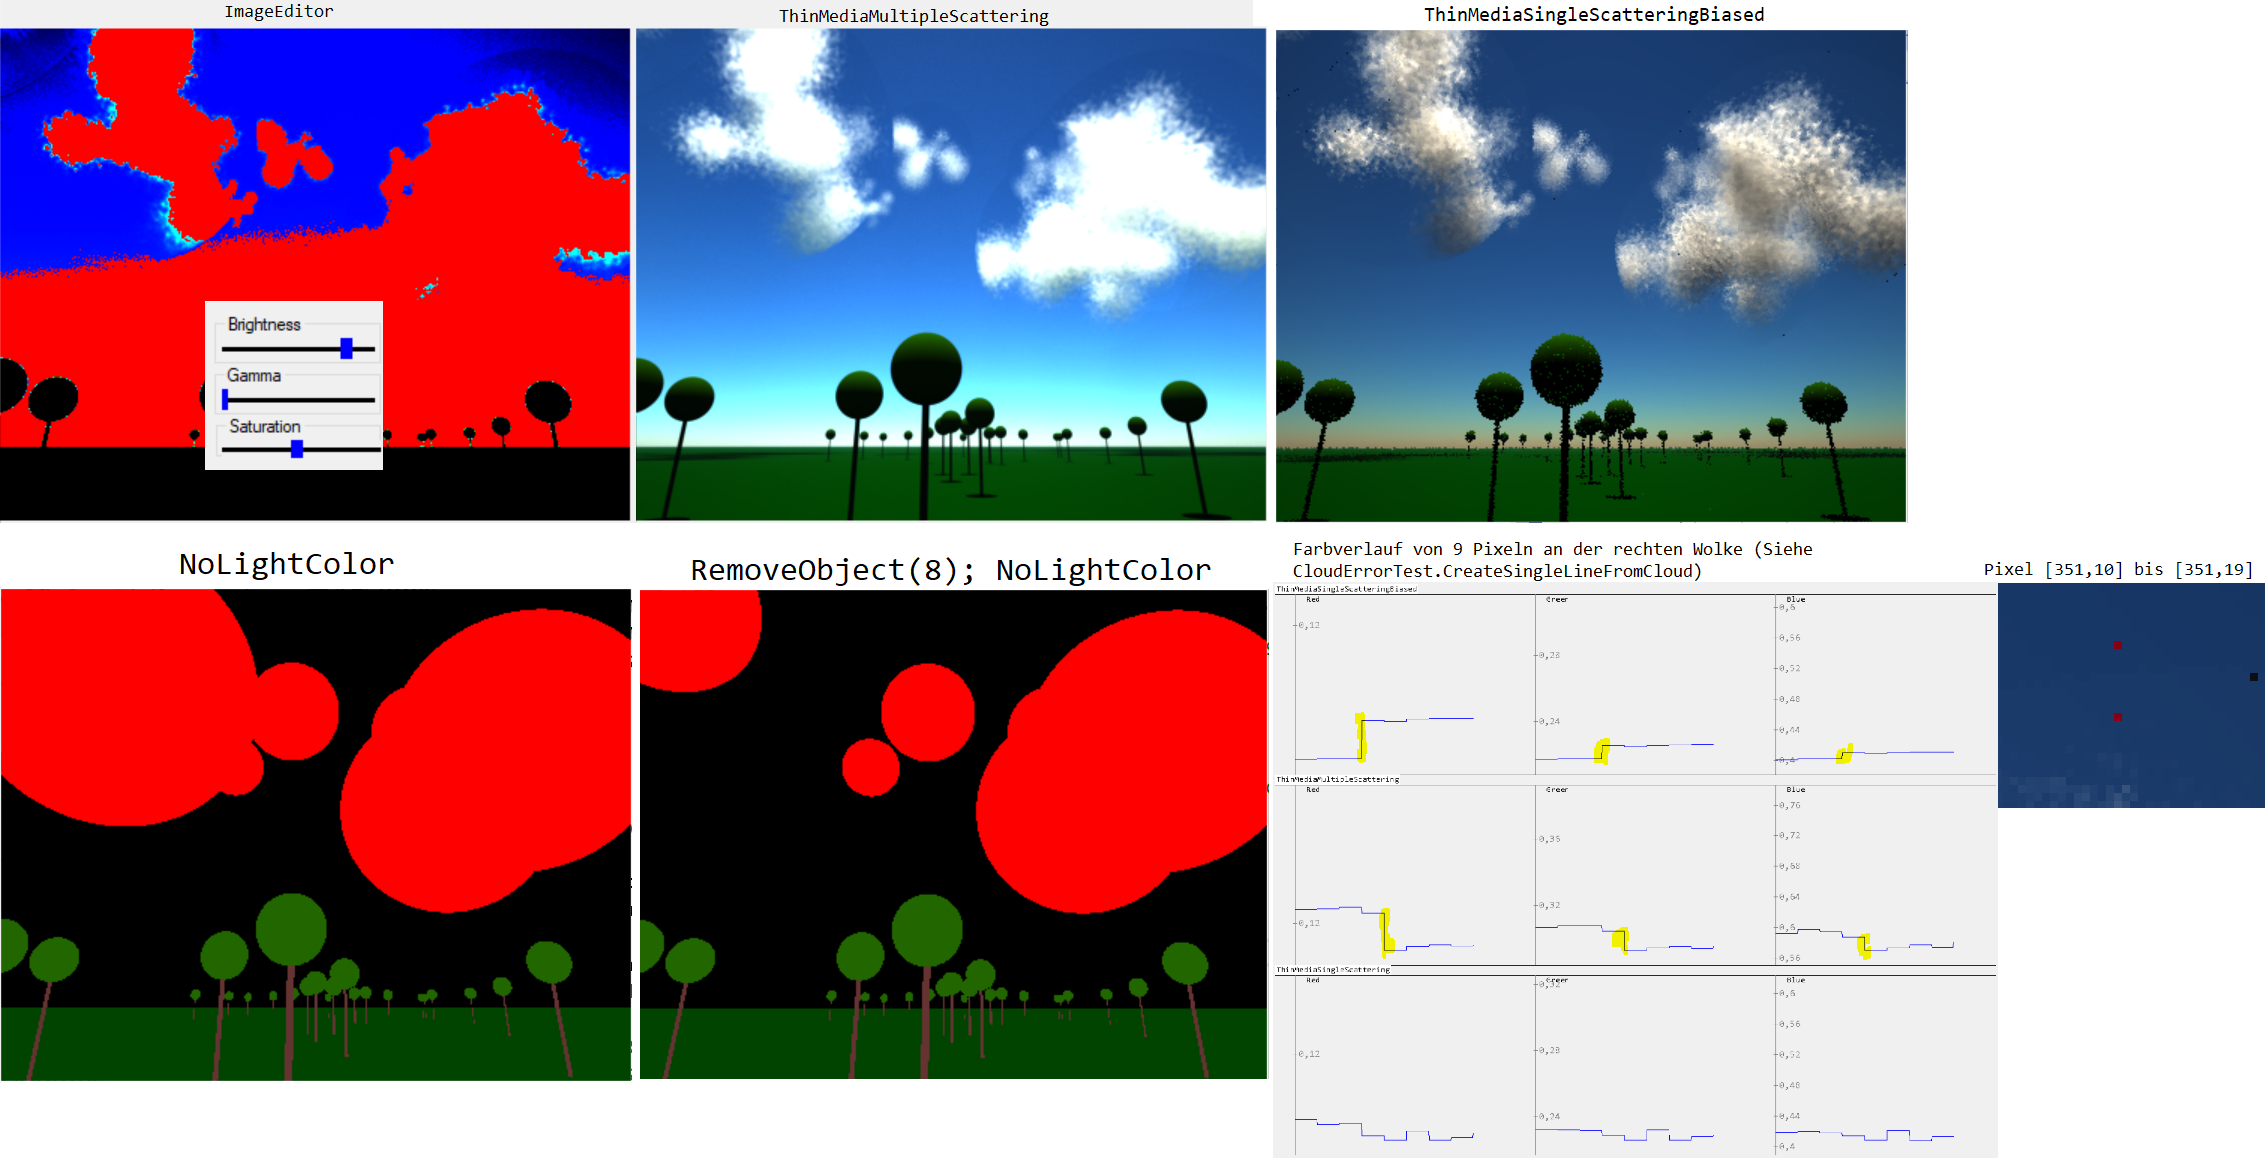 ImageEditor
ThinMediaMultipleScattering
ThinMediaSingleScatteringBiased
Brightness
Gamma
Saturation
NoLightColor
RemoveObject(8); NoLightColor
Farbverlauf von 9 Pixeln an der rechten Wolke (Siehe
CloudErrorTest.CreateSingleLineFromCloud)
Pixel [351,10] bis [351,19]
ThinMediaSingleScatteringBiased
Red
Green
Blue
0,12
0,28
0,24
0,6
0,56
0,52
0,48
0,44
0,4
ThinMediaMultipleScattering
Red
Green
Blue
0,12
0,36
0,32
0,76
0,72
0,68
0,64
0,6
0,56
ThinMediaSingleScattering
Red
Green
Blue
0,12
0,32
0,28
0,24
0,6
0,56
0,52
0,48
0,44
0,4